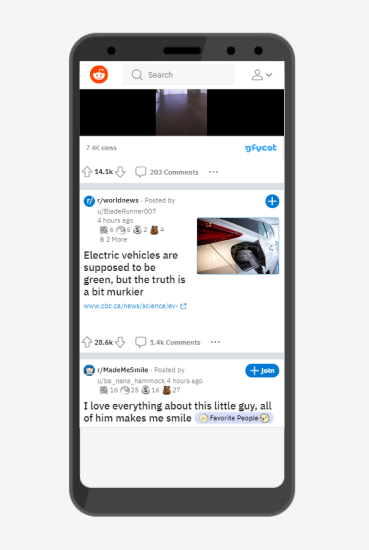 Search
7.4K views
gfycat
14.1k
203 Comments
r/worldnews · Posted by
u/BladeRunner007
4 hours ago
6 5 2 4
& 2 More
Electric vehicles are
supposed to be
green, but the truth is
a bit murkier
www.cbc.ca/news/science/ev-
28.6k
1.4k Comments
r/MadeMeSmile · Posted by
Join
u/ba_nana_hammock 4 hours ago
16 25 16 27
I love everything about this little guy, all
of him makes me smile Favorite People